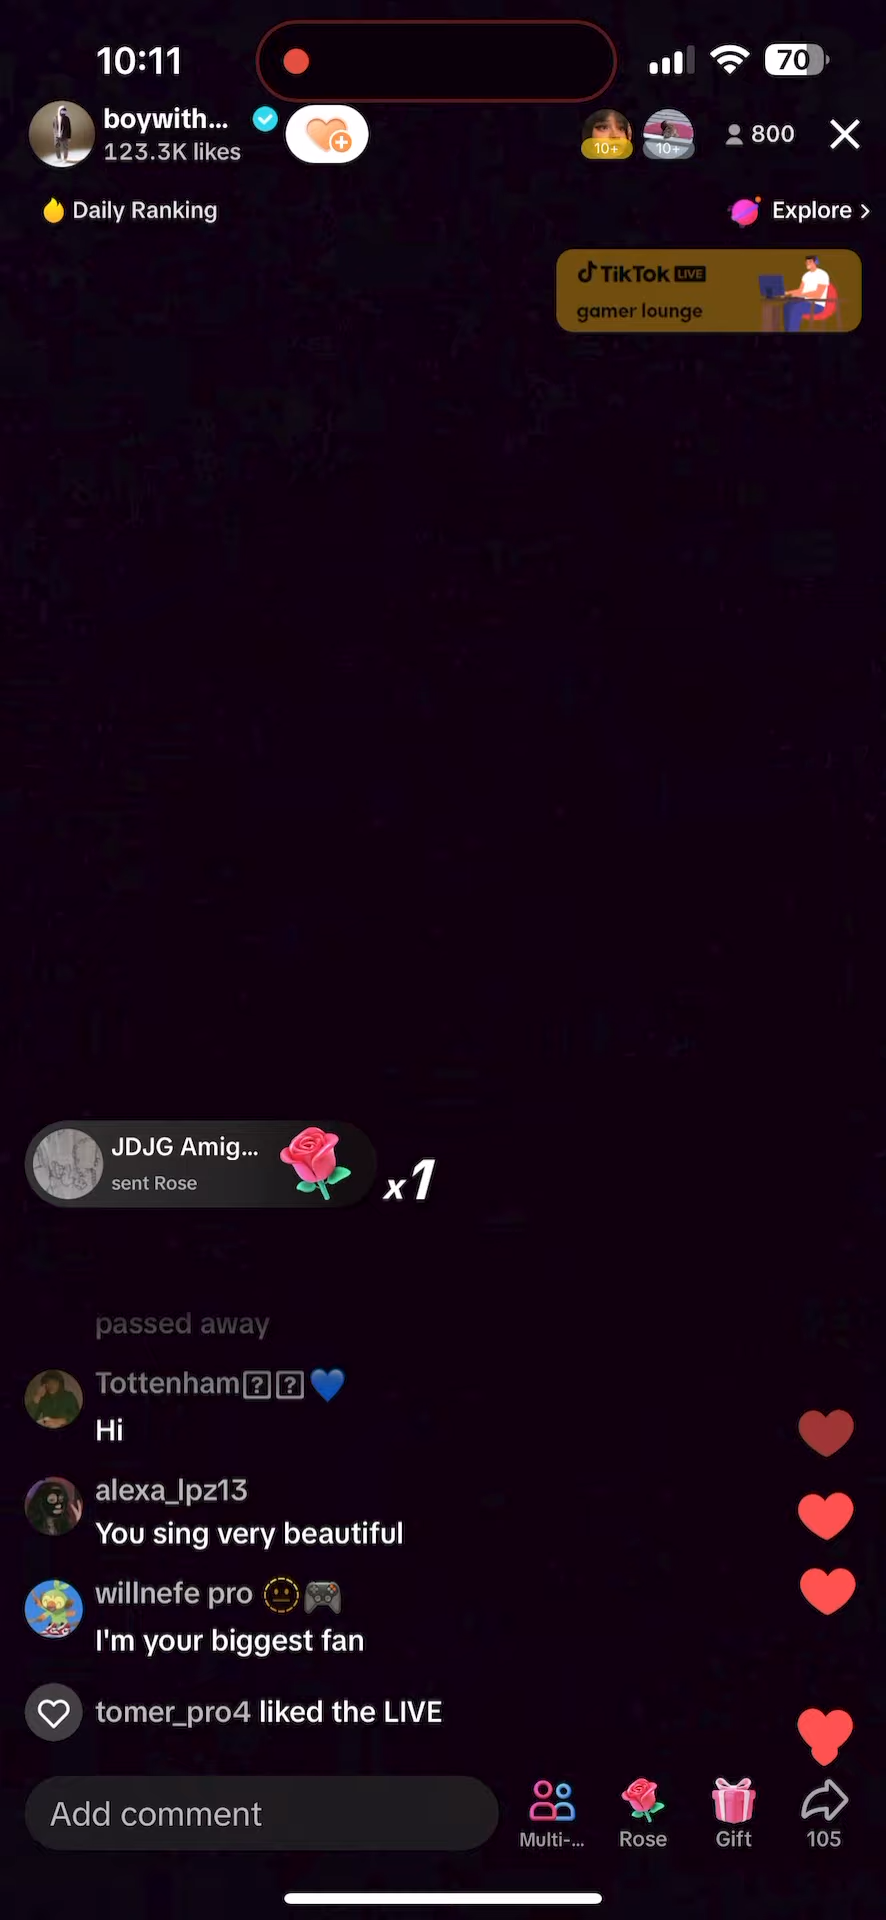 10:11
70
boywith...
123.3K likes
10+
10+
800
Daily Ranking
Explore >
TikTok LIVE
gamer lounge
JDJG Amig...
sent Rose
x1
passed away
Tottenham⍰⍰💙
Hi
alexa_lpz13
You sing very beautiful
willnefe pro 🫥🎮
I'm your biggest fan
tomer_pro4 liked the LIVE
Add comment
Multi-...
Rose
Gift
105